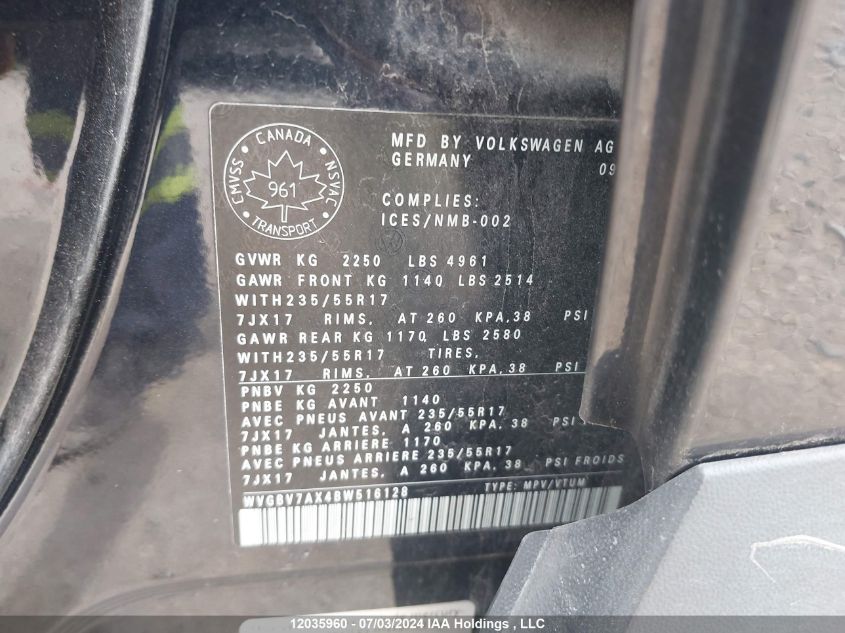 CANADA
CMVSS
NSVAC
961
TRANSPORT
MFD BY VOLKSWAGEN AG
GERMANY
09
COMPLIES:
ICES/NMB-002
GVWR KG 2250 LBS 4961
GAWR FRONT KG 1140 LBS 2514
WITH235/55R17
7JX17 RIMS, AT 260 KPA,38 PSI
GAWR REAR KG 1170 LBS 2580
WITH235/55R17 TIRES,
7JX17 RIMS, AT 260 KPA,38 PSI
PNBV KG 2250
PNBE KG AVANT 1140
AVEC PNEUS AVANT 235/55R17
7JX17 JANTES, A 260 KPA, 38 PSI
PNBE KG ARRIERE 1170
AVEC PNEUS ARRIERE 235/55R17
7JX17 JANTES, A 260 KPA, 38 PSI FROIDS
WVGBV7AX4BW516128 TYPE: MPV/VTUM
12035960 - 07/03/2024 IAA Holdings , LLC